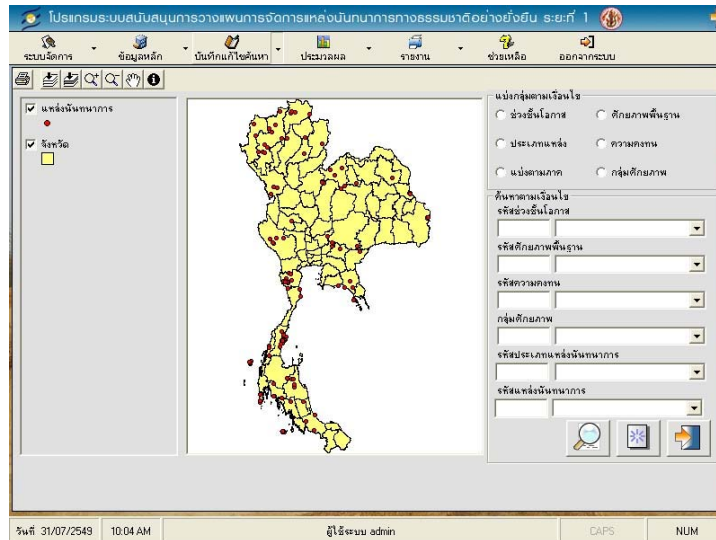 โปรแกรมระบบสนับสนุนการวางแผนการจัดการแหล่งนันทนาการทางธรรมชาติอย่างยั่งยืน ระยะที่ 1
ระบบจัดการ ข้อมูลหลัก บันทึกแก้ไขค้นหา ประมวลผล รายงาน ช่วยเหลือ ออกจากระบบ
แหล่งนันทนาการ
จังหวัด
แบ่งกลุ่มตามเงื่อนไข
ช่วงชั้นโอกาส ศักยภาพพื้นฐาน
ประเภทแหล่ง ความคงทน
แบ่งตามภาค กลุ่มศักยภาพ
ค้นหาตามเงื่อนไข
รหัสช่วงชั้นโอกาส
รหัสศักยภาพพื้นฐาน
รหัสความคงทน
กลุ่มศักยภาพ
รหัสประเภทแหล่งนันทนาการ
รหัสแหล่งนันทนาการ
วันที่ 31/07/2549 10:04 AM ผู้ใช้ระบบ admin CAPS NUM